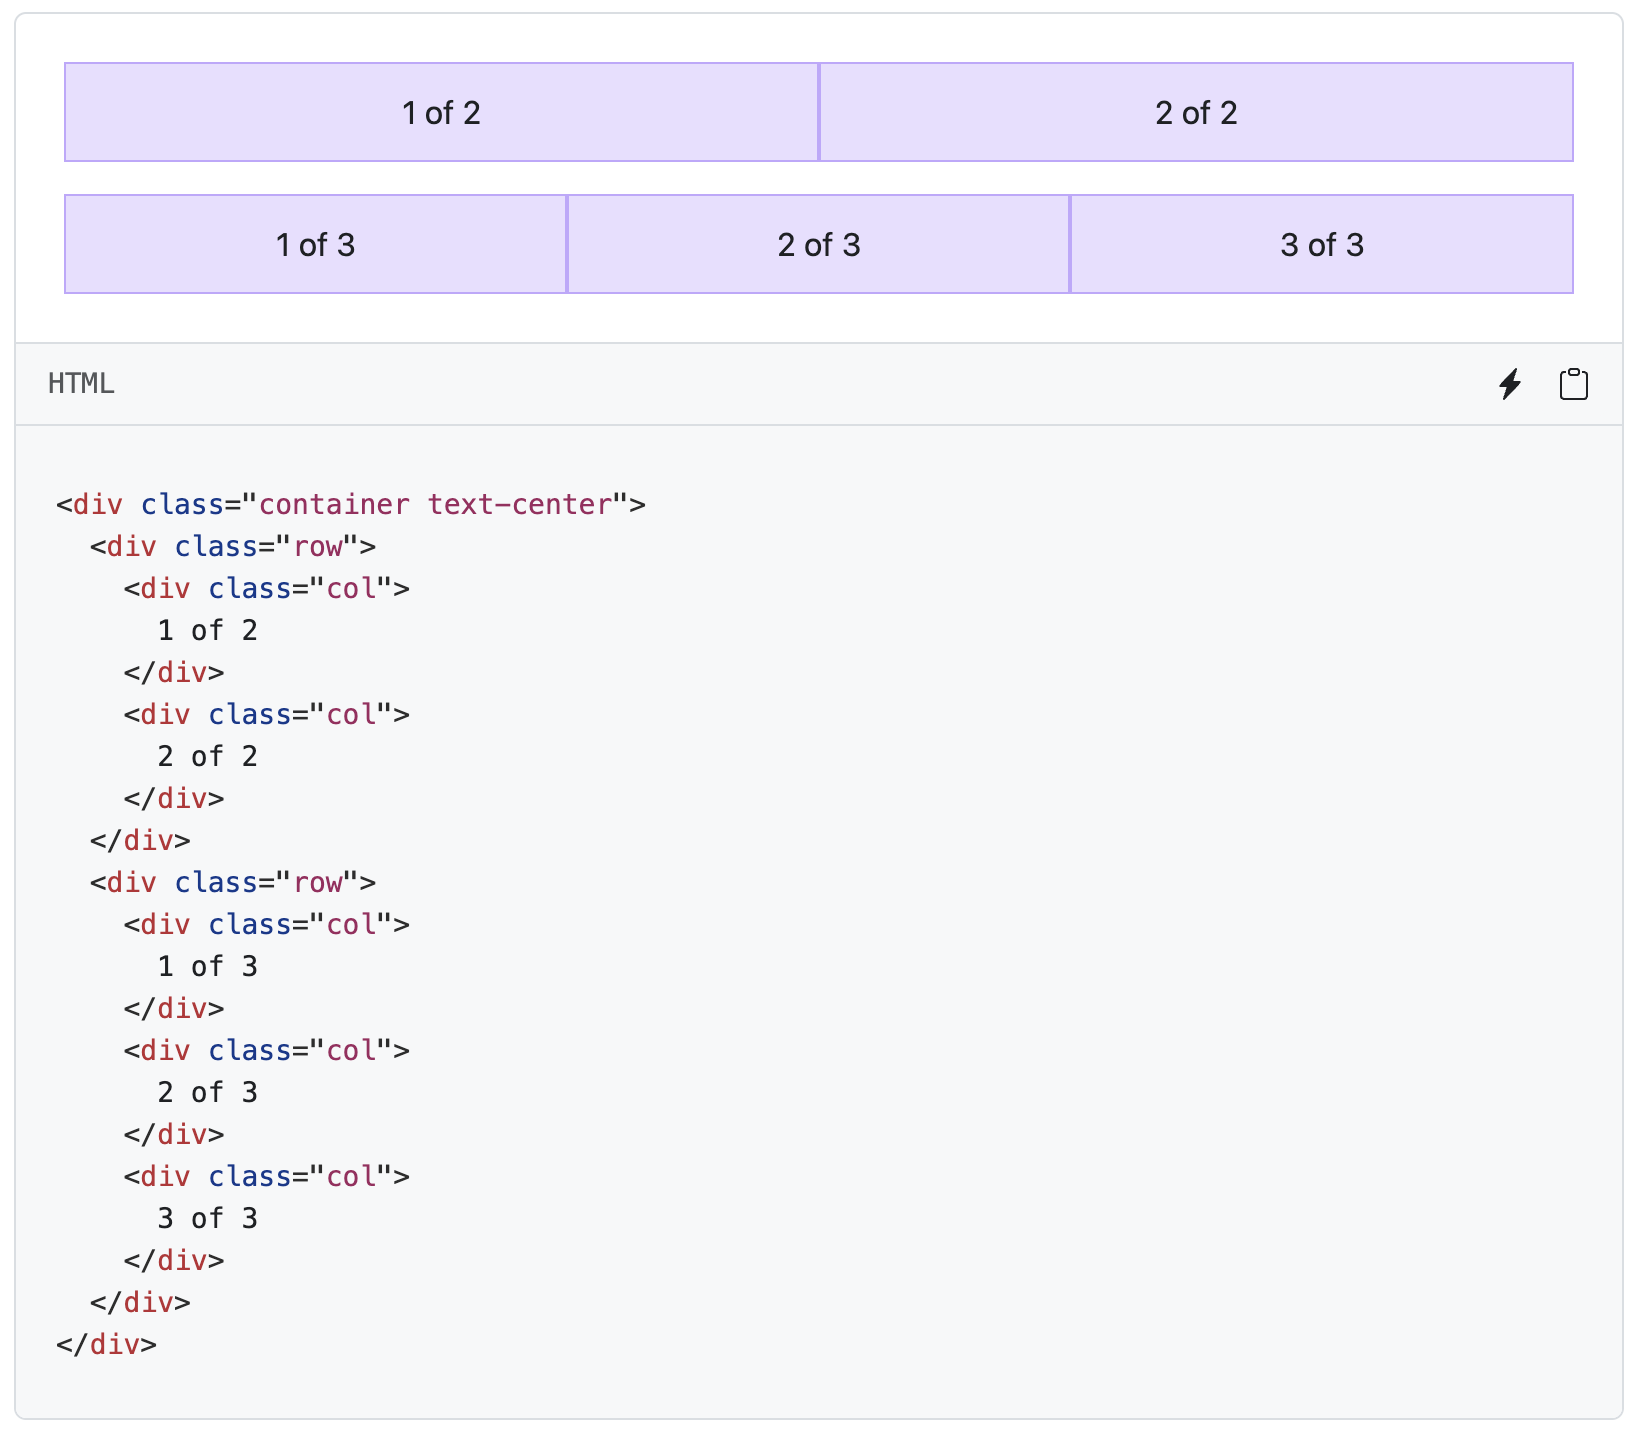 1 of 2 2 of 2
1 of 3 2 of 3 3 of 3
HTML
<div class="container text-center">
  <div class="row">
    <div class="col">
      1 of 2
    </div>
    <div class="col">
      2 of 2
    </div>
  </div>
  <div class="row">
    <div class="col">
      1 of 3
    </div>
    <div class="col">
      2 of 3
    </div>
    <div class="col">
      3 of 3
    </div>
  </div>
</div>